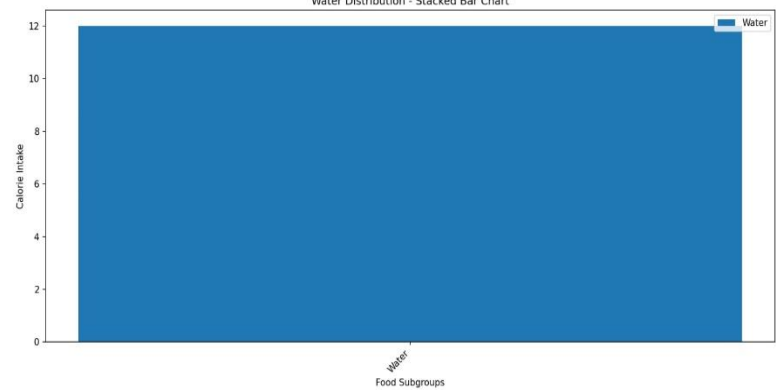 Water Distribution - Stacked Bar Chart
Water
12
10
8
6
4
2
0
Calorie Intake
Water
Food Subgroups